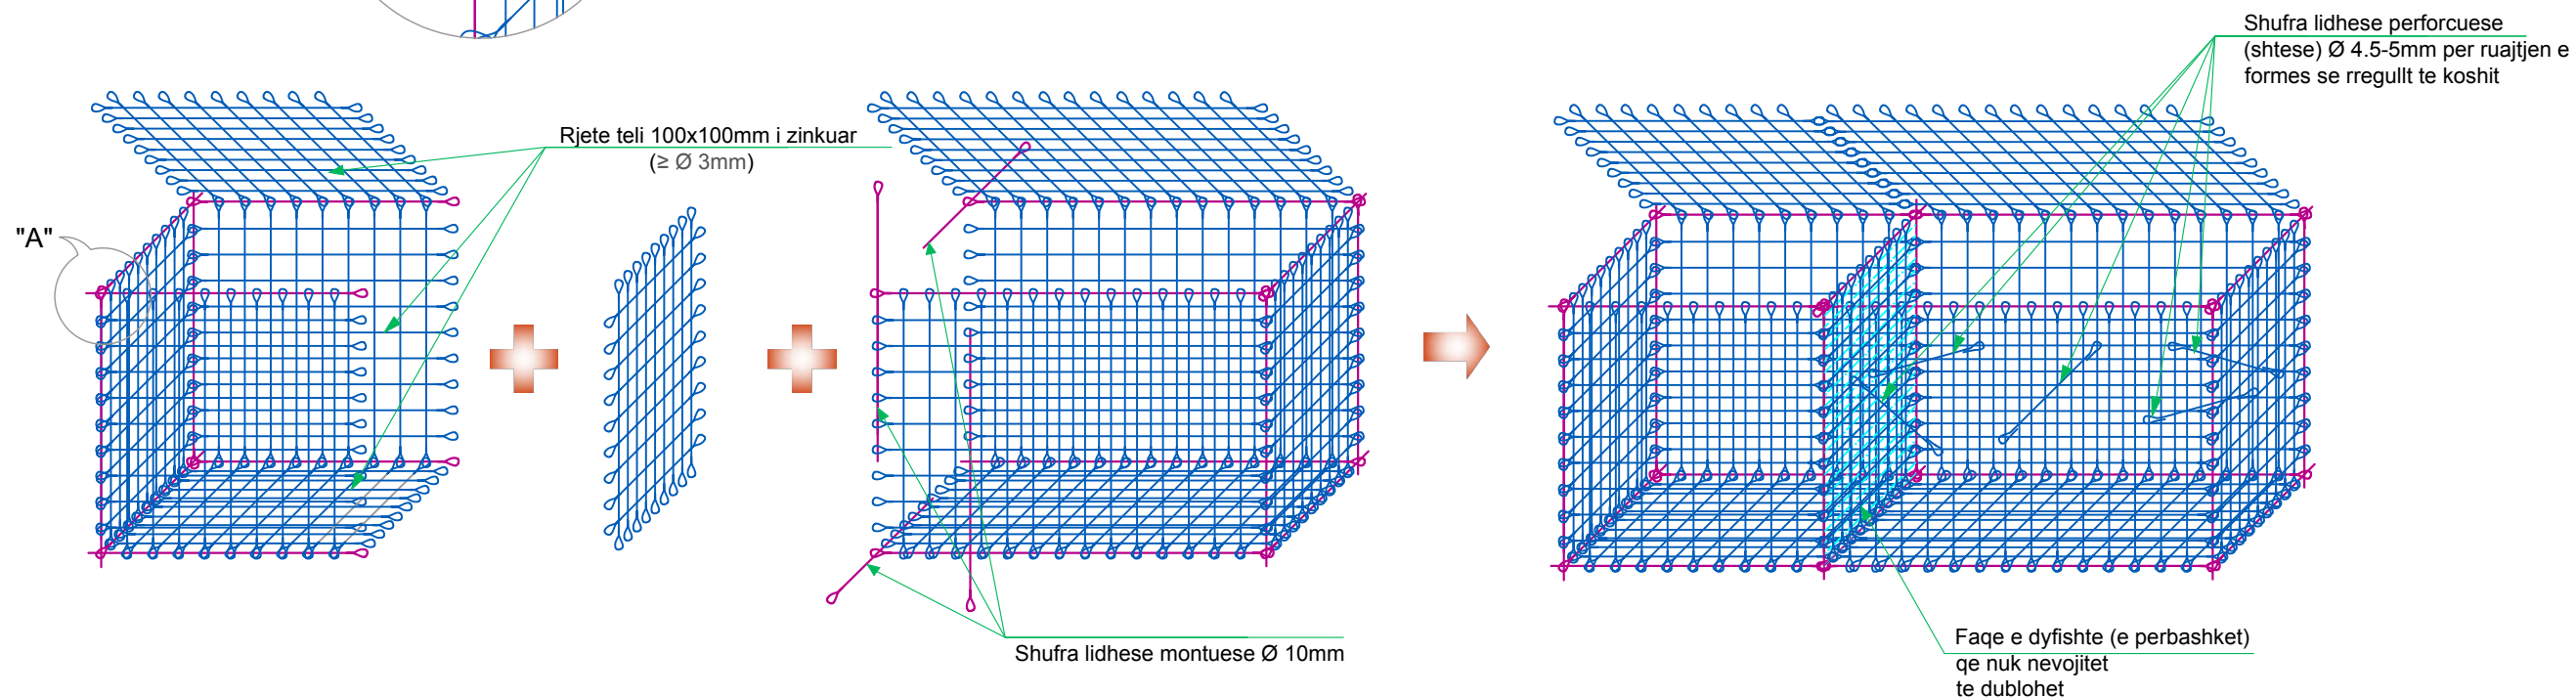 Shufra lidhese perforcuese
(shtese) Ø 4.5-5mm per ruajtjen e
formes se rregullt te koshit
Rjete teli 100x100mm i zinkuar
(≥ Ø 3mm)
"A"
Shufra lidhese montuese Ø 10mm
Faqe e dyfishte (e perbashket)
qe nuk nevojitet
te dublohet